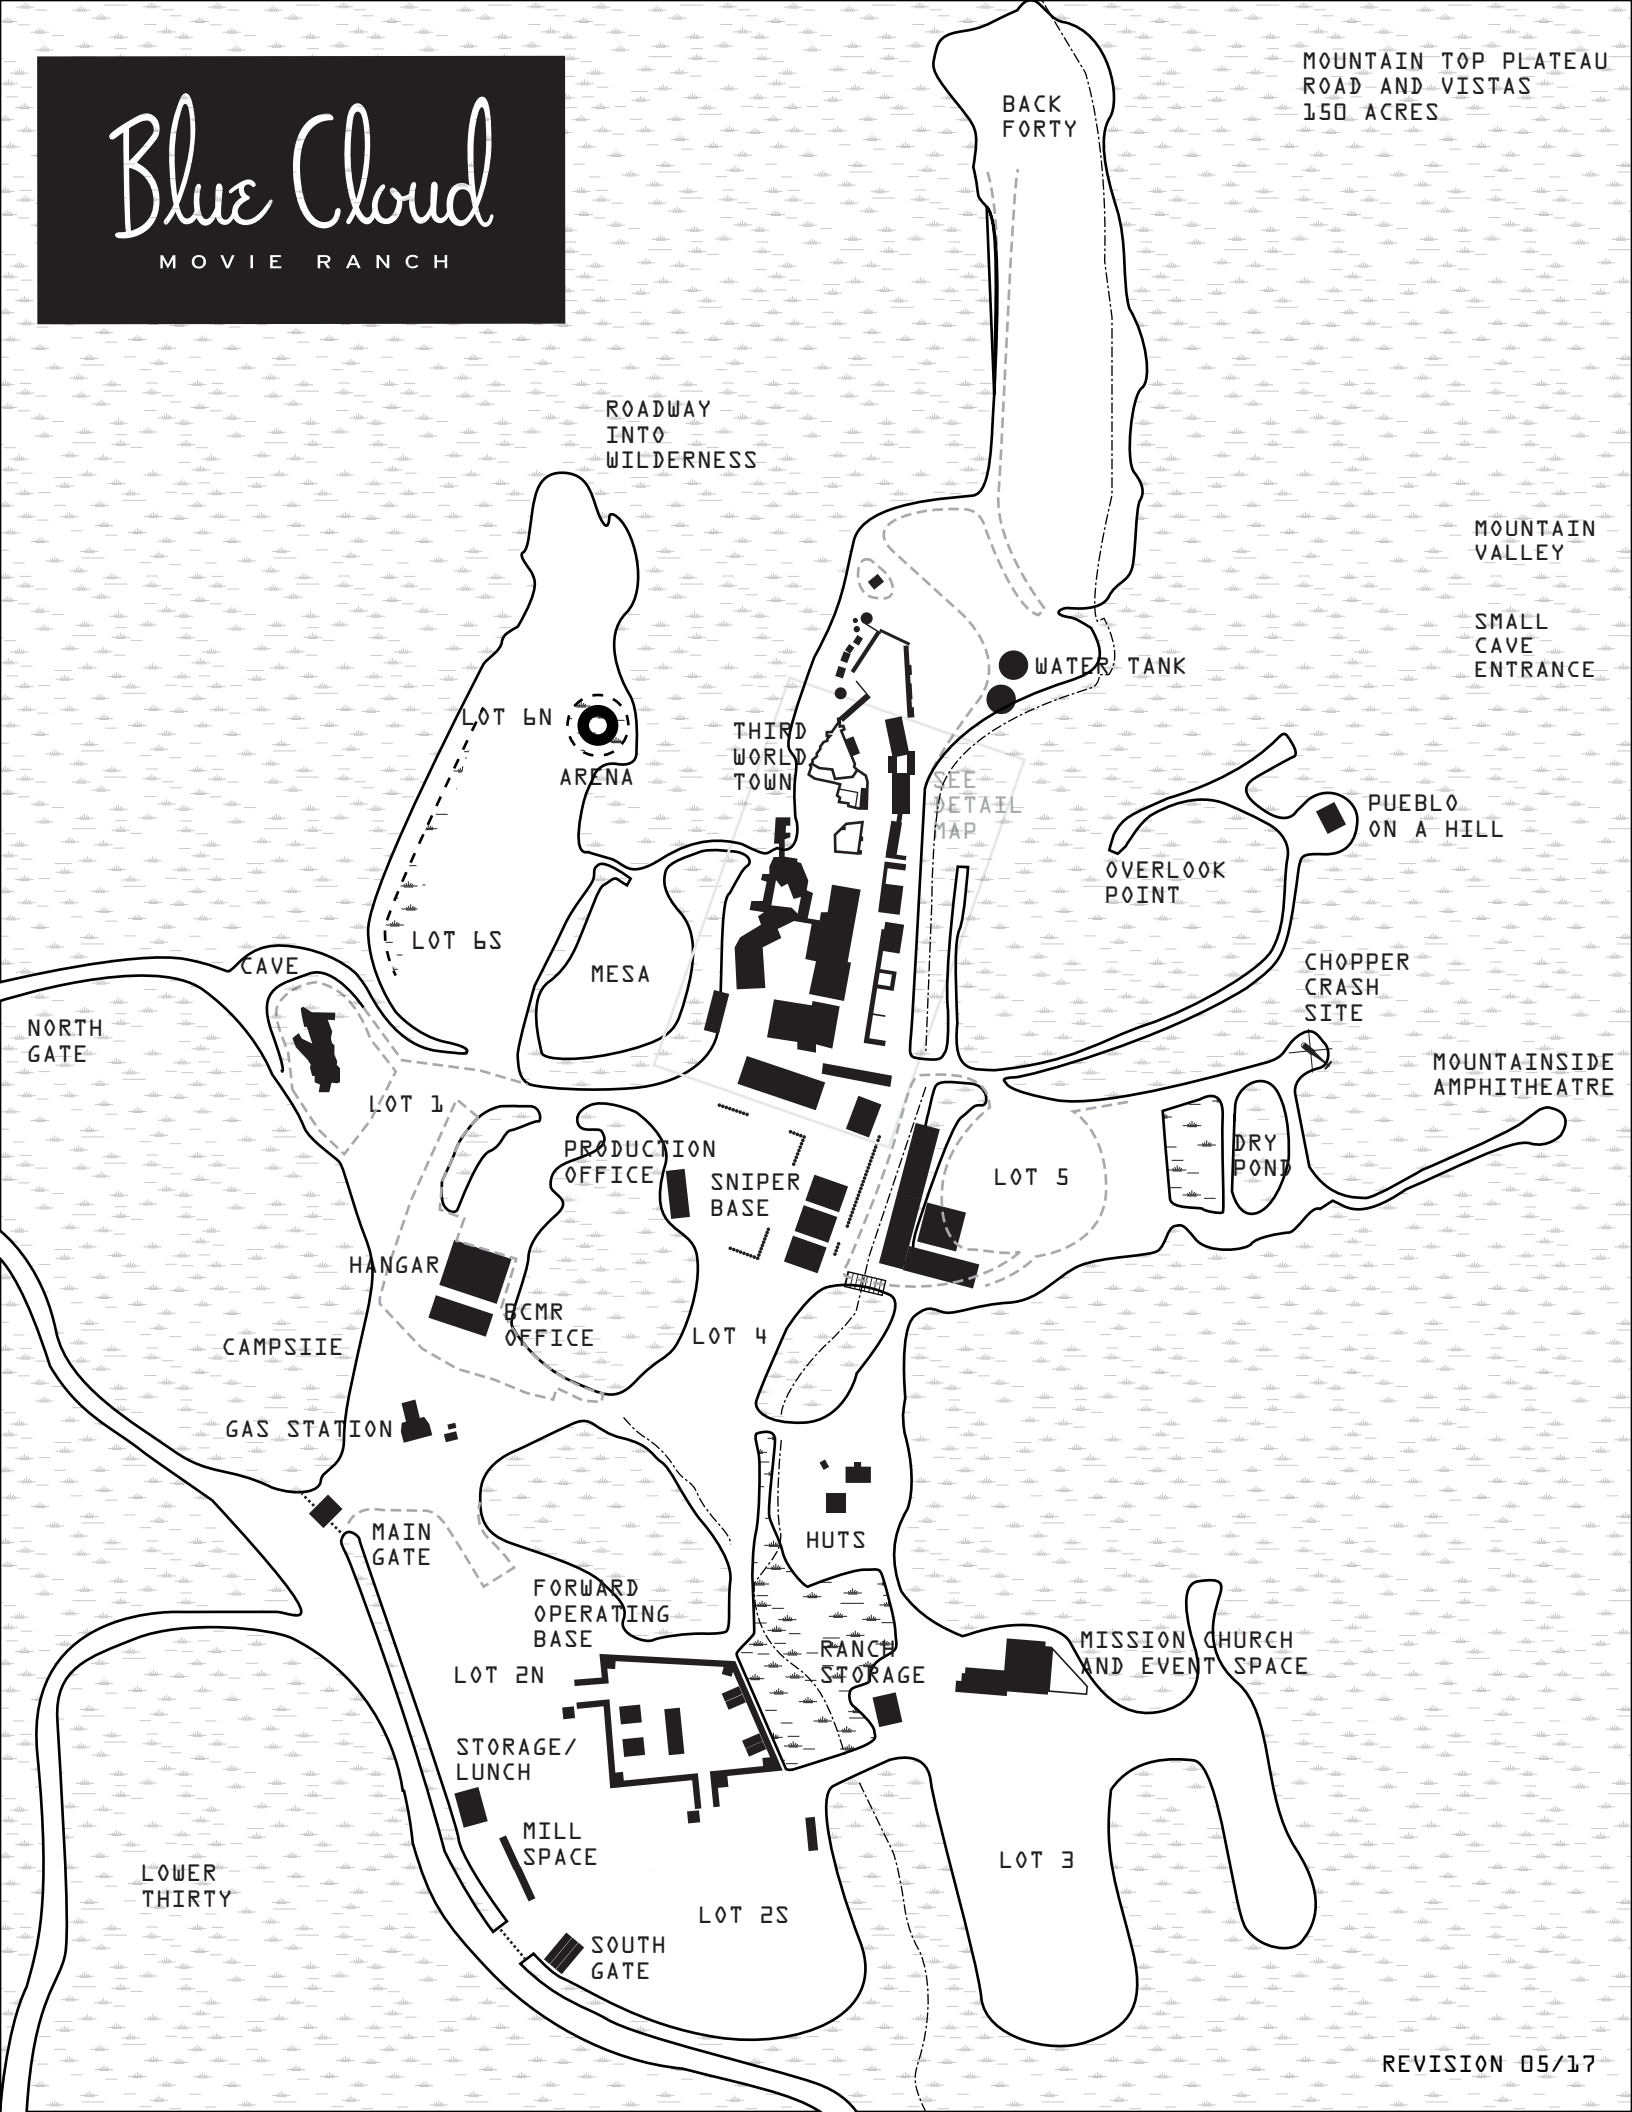 Blue Cloud
MOVIE RANCH
MOUNTAIN TOP PLATEAU
ROAD AND VISTAS
150 ACRES
BACK
FORTY
ROADWAY
INTO
WILDERNESS
MOUNTAIN
VALLEY
SMALL
CAVE
ENTRANCE
WATER TANK
LOT 6N
ARENA
THIRD
WORLD
TOWN
SEE
DETAIL
MAP
PUEBLO
ON A HILL
OVERLOOK
POINT
LOT 6S
CAVE
MESA
CHOPPER
CRASH
SITE
NORTH
GATE
MOUNTAINSIDE
AMPHITHEATRE
LOT 1
PRODUCTION
OFFICE
SNIPER
BASE
LOT 5
DRY
POND
HANGAR
BCMR
OFFICE
LOT 4
CAMPSIIE
GAS STATION
MAIN
GATE
HUTS
FORWARD
OPERATING
BASE
RANCH
STORAGE
MISSION CHURCH
AND EVENT SPACE
LOT 2N
STORAGE/
LUNCH
MILL
SPACE
LOT 3
LOWER
THIRTY
LOT 2S
SOUTH
GATE
REVISION 05/17